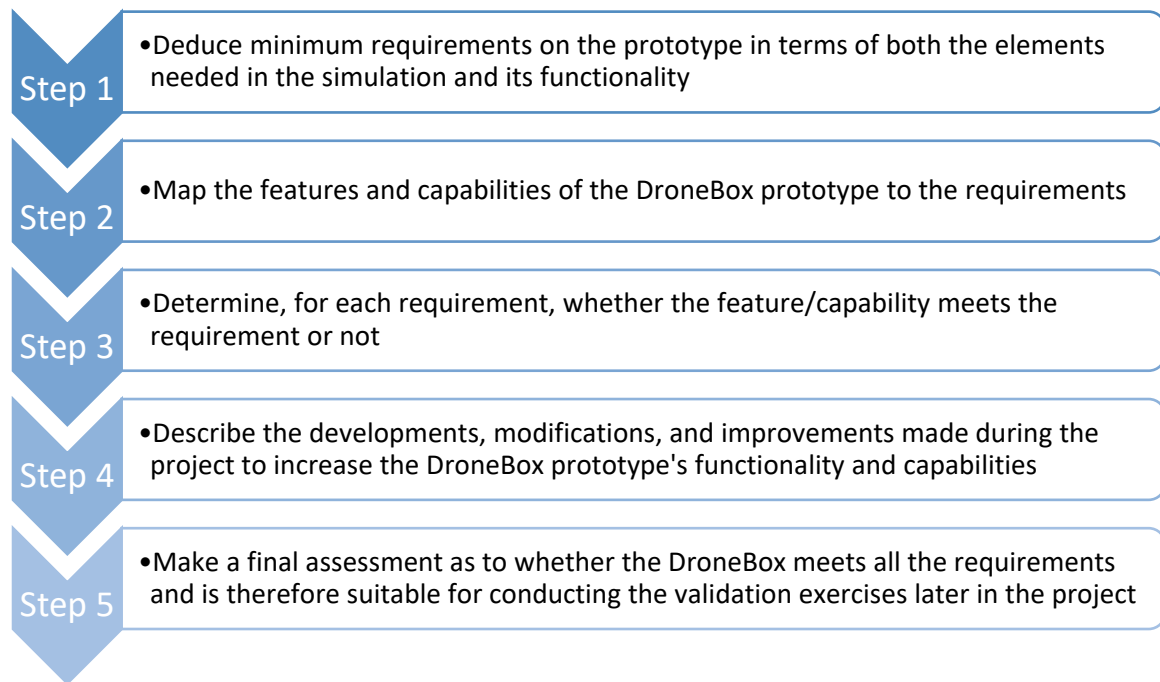 Step 1
•Deduce minimum requirements on the prototype in terms of both the elements
needed in the simulation and its functionality
Step 2
•Map the features and capabilities of the DroneBox prototype to the requirements
Step 3
•Determine, for each requirement, whether the feature/capability meets the
requirement or not
Step 4
•Describe the developments, modifications, and improvements made during the
project to increase the DroneBox prototype's functionality and capabilities
Step 5
•Make a final assessment as to whether the DroneBox meets all the requirements
and is therefore suitable for conducting the validation exercises later in the project